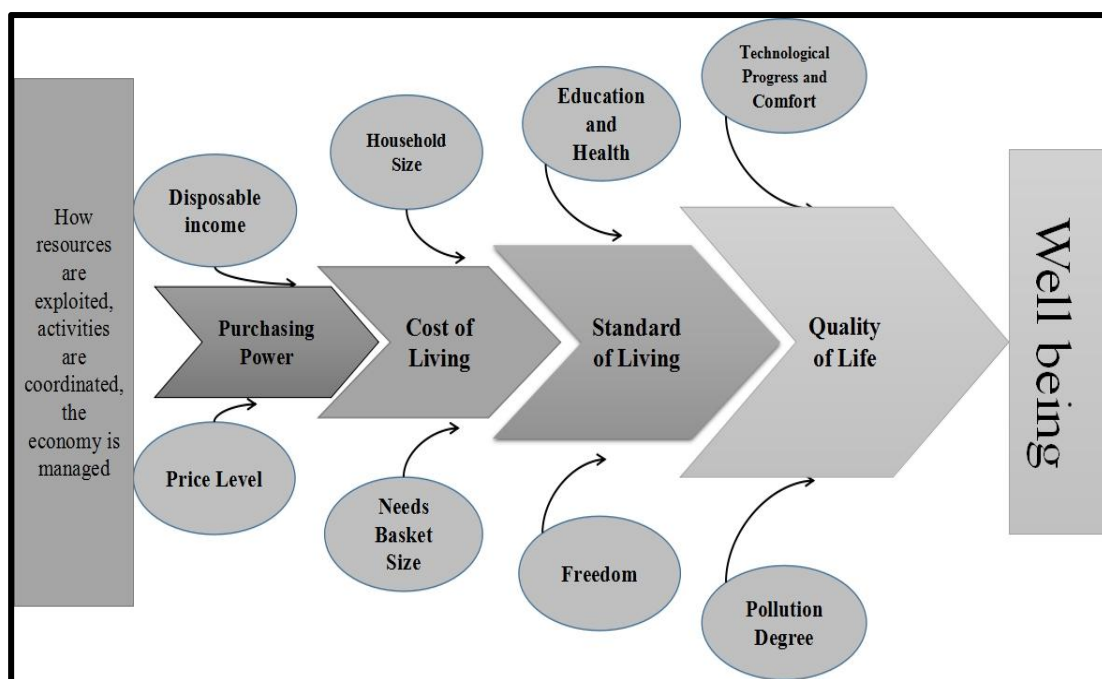 How
resources
are
exploited,
activities
are
coordinated,
the
economy is
managed
Disposable
income
Purchasing
Power
Price Level
Household
Size
Cost of
Living
Needs
Basket
Size
Education
and
Health
Standard
of Living
Freedom
Technological
Progress and
Comfort
Quality
of Life
Pollution
Degree
Well being